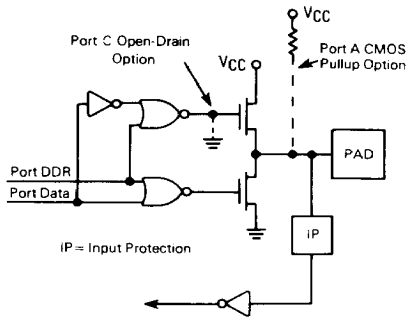 VCC
Port C Open-Drain
Option
VCC
Port A CMOS
Pullup Option
PAD
Port DDR
Port Data
iP
iP = Input Protection